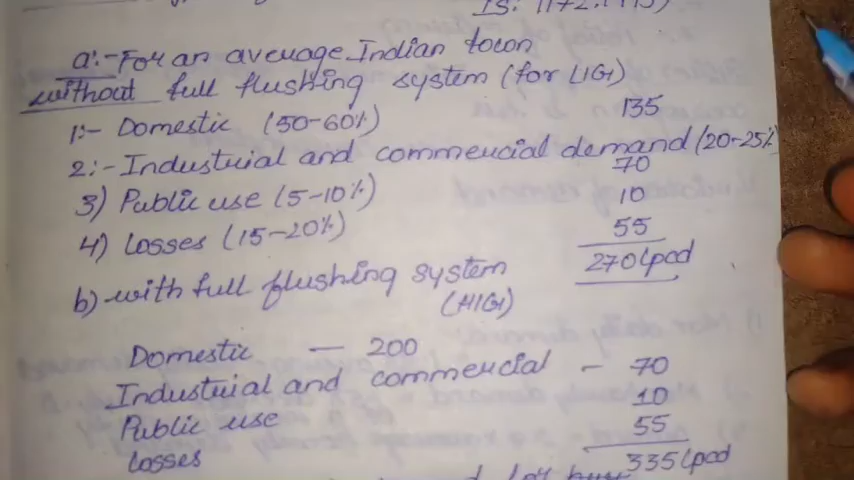 IS: 1172:1993)
a:- For an average Indian town
without full flushing system (for LIG)
1:- Domestic (50-60%) 135
2:- Industrial and commercial demand (20-25%) 70
3) Public use (5-10%) 10
4) Losses (15-20%) 55
270 lpcd
b) with full flushing system
(HIG)
Domestic — 200
Industrial and commercial - 70
Public use 10
losses 55
335 lpcd